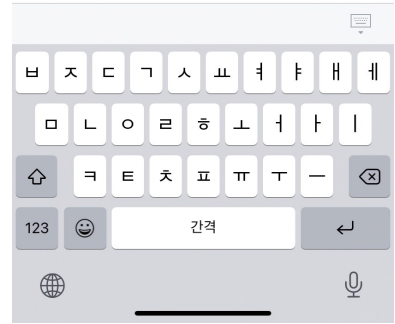 ㅂ ㅈ ㄷ ㄱ ㅅ ㅛ ㅕ ㅑ ㅐ ㅔ
ㅁ ㄴ ㅇ ㄹ ㅎ ㅗ ㅓ ㅏ ㅣ
ㅋ ㅌ ㅊ ㅍ ㅠ ㅜ ㅡ
123 간격